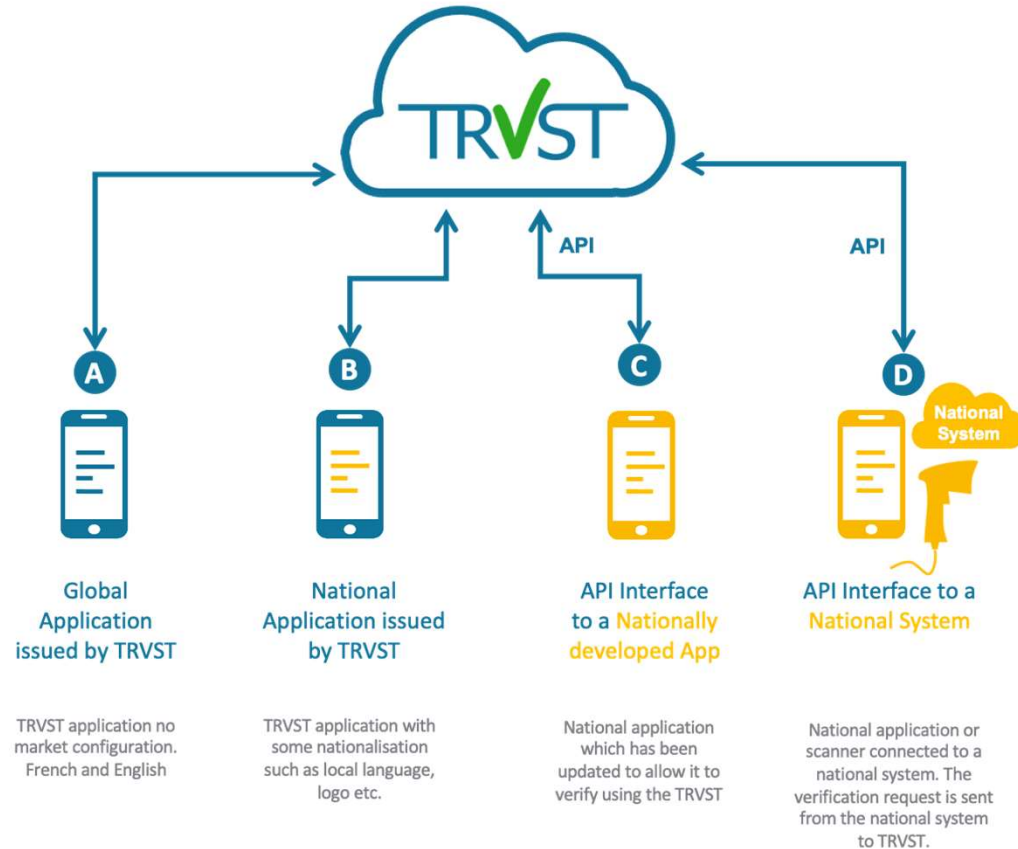 TRVST
API
API
A
B
C
D
National
System
Global
Application
issued by TRVST
National
Application issued
by TRVST
API Interface
to a Nationally
developed App
API Interface to a
National System
TRVST application no
market configuration.
French and English
TRVST application with
some nationalisation
such as local language,
logo etc.
National application
which has been
updated to allow it to
verify using the TRVST
National application or
scanner connected to a
national system. The
verification request is sent
from the national system
to TRVST.